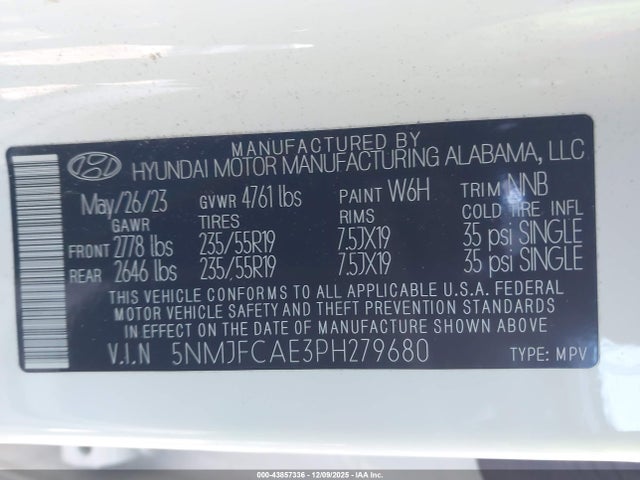 MANUFACTURED BY
HYUNDAI MOTOR MANUFACTURING ALABAMA, LLC
May/26/23 GVWR 4761 lbs PAINT W6H TRIM NNB
GAWR TIRES RIMS COLD TIRE INFL
FRONT 2778 lbs 235/55R19 7.5JX19 35 psi SINGLE
REAR 2646 lbs 235/55R19 7.5JX19 35 psi SINGLE
THIS VEHICLE CONFORMS TO ALL APPLICABLE U.S.A. FEDERAL
MOTOR VEHICLE SAFETY AND THEFT PREVENTION STANDARDS
IN EFFECT ON THE DATE OF MANUFACTURE SHOWN ABOVE.
V.I.N 5NMJFCAE3PH279680 TYPE: MPV
000-43857336 - 12/09/2025 - IAA Inc.